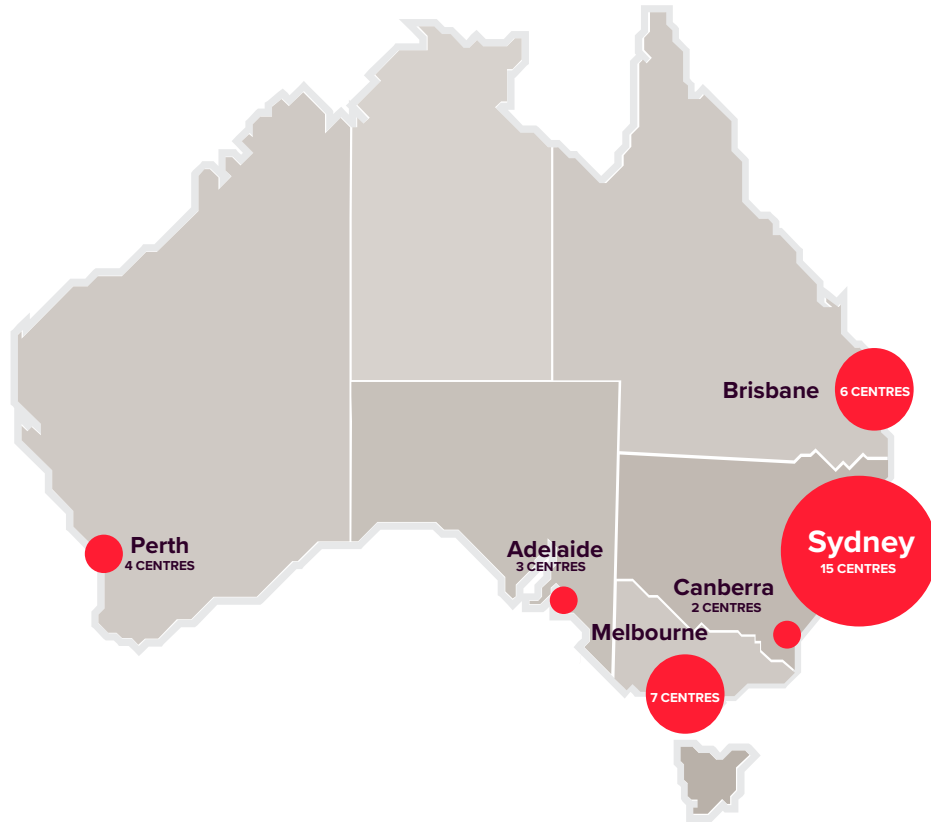 Brisbane
6 CENTRES
Sydney
15 CENTRES
Perth
4 CENTRES
Adelaide
3 CENTRES
Canberra
2 CENTRES
Melbourne
7 CENTRES